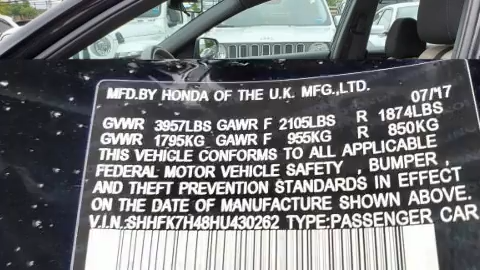 MFD.BY HONDA OF THE U.K. MFG.,LTD. 07/17
GVWR 3957LBS GAWR F 2105LBS R 1874LBS
GVWR 1795KG GAWR F 955KG R 850KG
THIS VEHICLE CONFORMS TO ALL APPLICABLE
FEDERAL MOTOR VEHICLE SAFETY , BUMPER ,
AND THEFT PREVENTION STANDARDS IN EFFECT
ON THE DATE OF MANUFACTURE SHOWN ABOVE.
V.I.N.:SHHFK7H48HU430262 TYPE:PASSENGER CAR